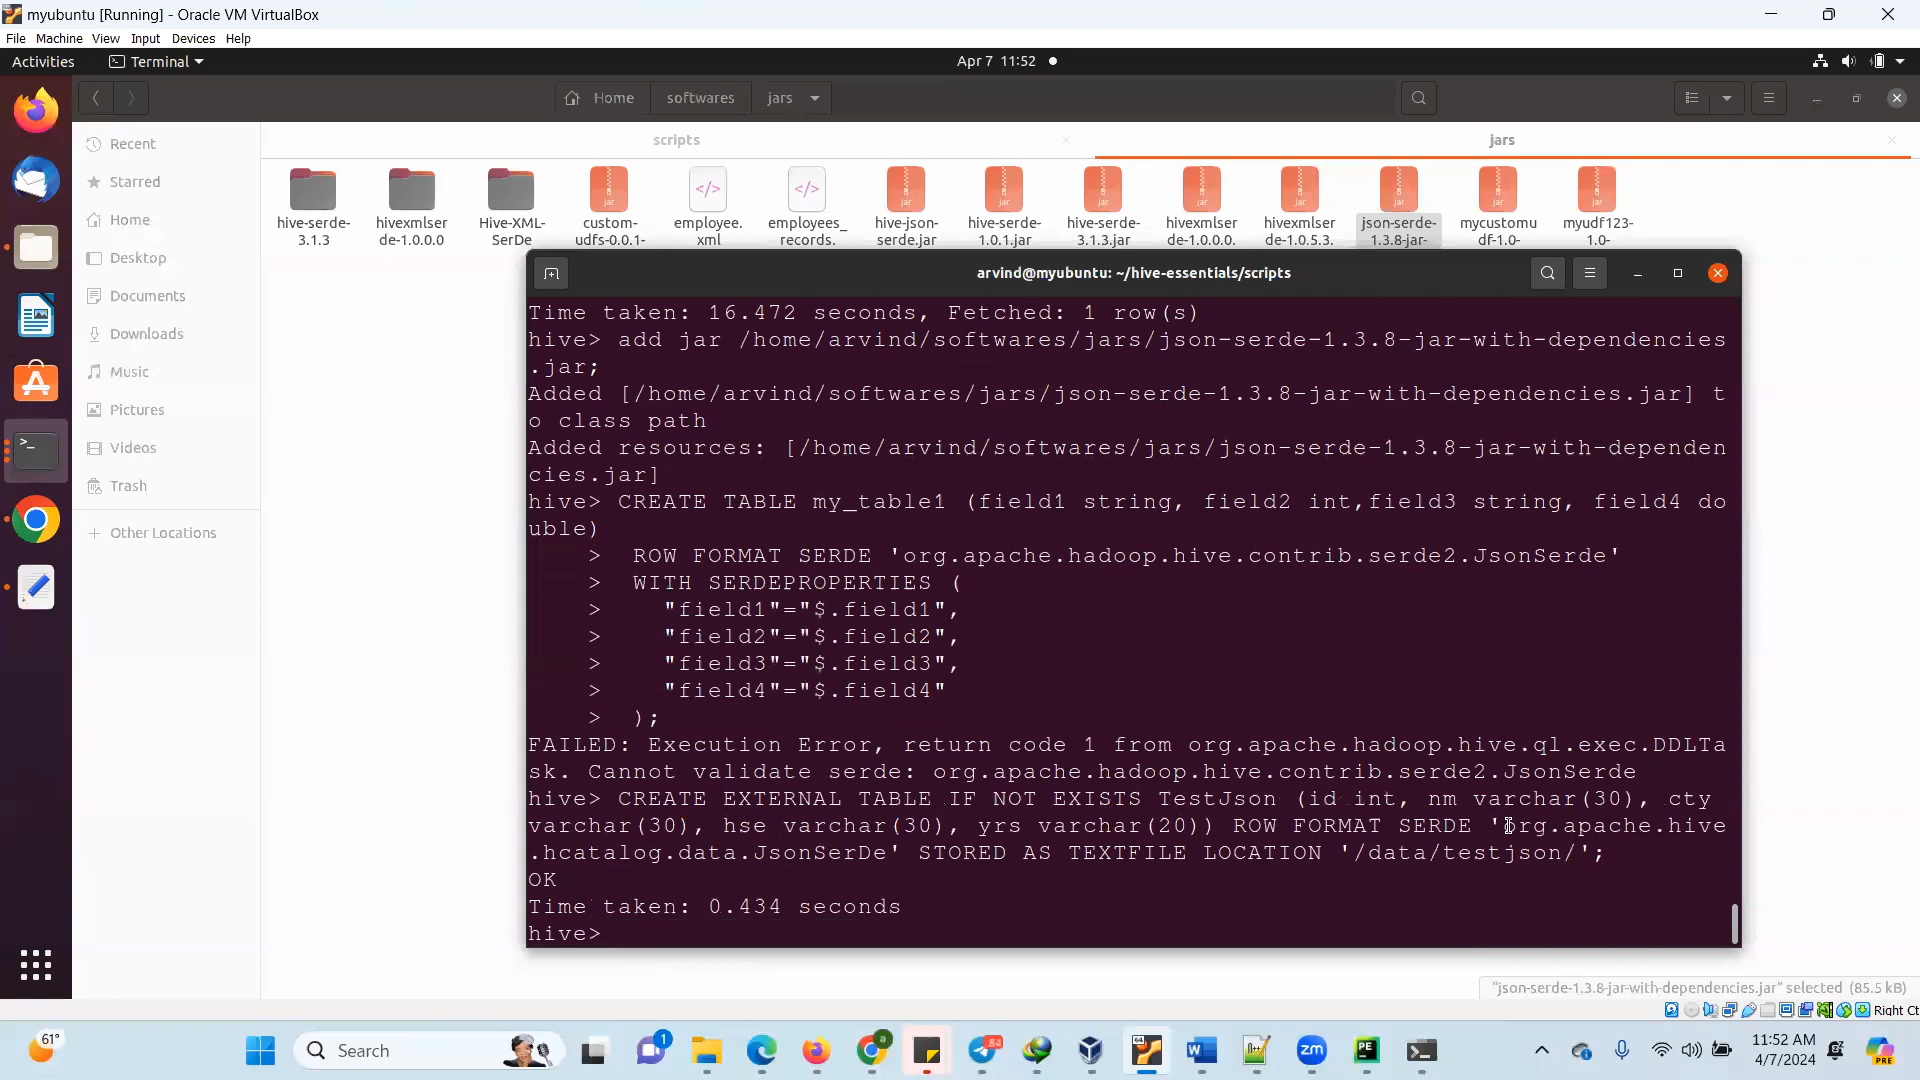 myubuntu [Running] - Oracle VM VirtualBox
File Machine View Input Devices Help
Activities Terminal Apr 7 11:52
Home softwares jars
Recent
Starred
Home
Desktop
Documents
Downloads
Music
Pictures
Videos
Trash
Other Locations
scripts jars
hive-serde- hivexmlser Hive-XML- custom- employee. employees_ hive-json- hive-serde- hive-serde- hivexmlser hivexmlser json-serde- mycustomu myudf123-
3.1.3 de-1.0.0.0 SerDe udfs-0.0.1- xml records. serde.jar 1.0.1.jar 3.1.3.jar de-1.0.0.0. de-1.0.5.3. 1.3.8-jar- df-1.0- 1.0-
arvind@myubuntu: ~/hive-essentials/scripts
Time taken: 16.472 seconds, Fetched: 1 row(s)
hive> add jar /home/arvind/softwares/jars/json-serde-1.3.8-jar-with-dependencies
.jar;
Added [/home/arvind/softwares/jars/json-serde-1.3.8-jar-with-dependencies.jar] t
o class path
Added resources: [/home/arvind/softwares/jars/json-serde-1.3.8-jar-with-dependen
cies.jar]
hive> CREATE TABLE my_table1 (field1 string, field2 int,field3 string, field4 do
uble)
> ROW FORMAT SERDE 'org.apache.hadoop.hive.contrib.serde2.JsonSerde'
> WITH SERDEPROPERTIES (
> "field1"="$.field1",
> "field2"="$.field2",
> "field3"="$.field3",
> "field4"="$.field4"
> );
FAILED: Execution Error, return code 1 from org.apache.hadoop.hive.ql.exec.DDLTa
sk. Cannot validate serde: org.apache.hadoop.hive.contrib.serde2.JsonSerde
hive> CREATE EXTERNAL TABLE IF NOT EXISTS TestJson (id int, nm varchar(30), cty
varchar(30), hse varchar(30), yrs varchar(20)) ROW FORMAT SERDE 'org.apache.hive
.hcatalog.data.JsonSerDe' STORED AS TEXTFILE LOCATION '/data/testjson/';
OK
Time taken: 0.434 seconds
hive>
"json-serde-1.3.8-jar-with-dependencies.jar" selected (85.5 kB)
Right Ct
61°
Search
1
84
11:52 AM
4/7/2024
PRE